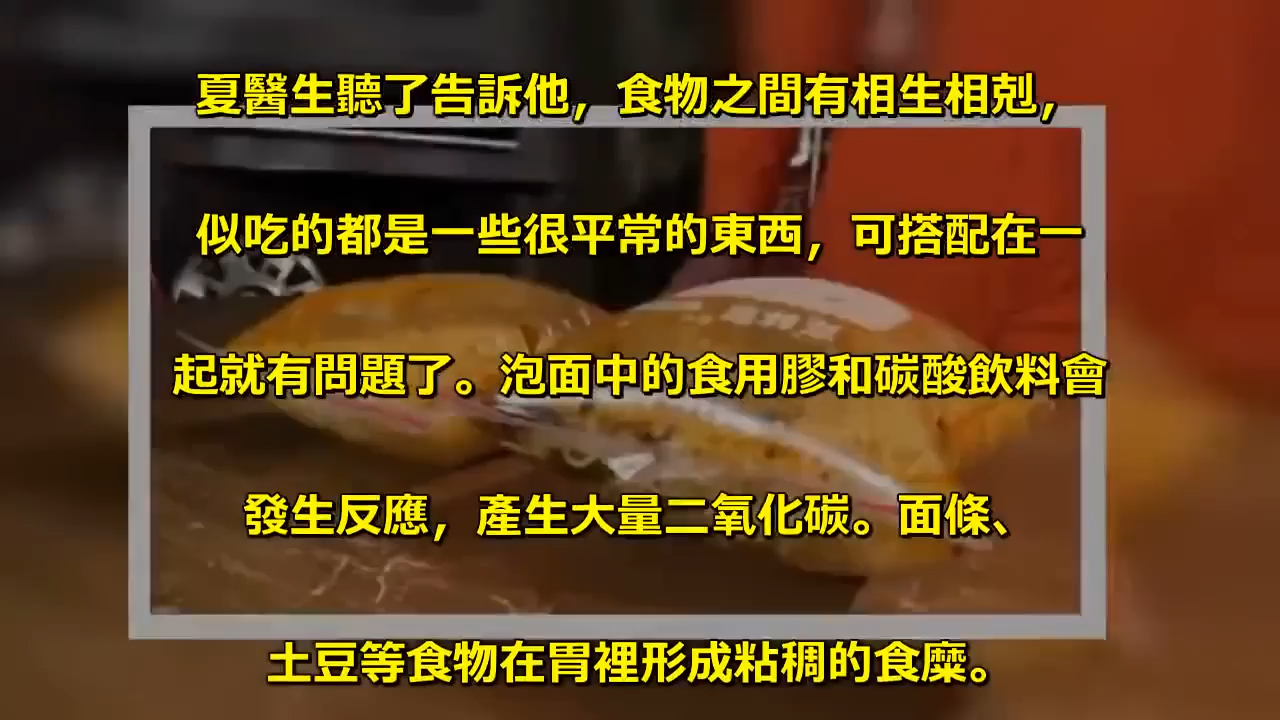 夏醫生聽了告訴他，食物之間有相生相剋，
似吃的都是一些很平常的東西，可搭配在一
起就有問題了。泡面中的食用膠和碳酸飲料會
發生反應，產生大量二氧化碳。面條、
土豆等食物在胃裡形成粘稠的食糜。